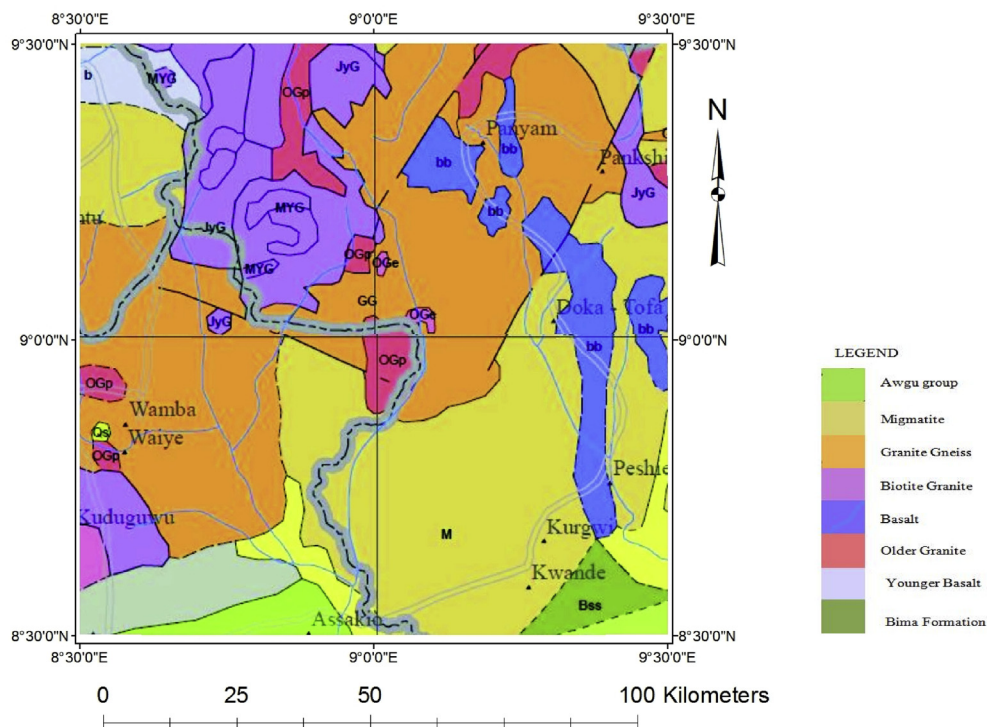 8°30'0"E 9°0'0"E 9°30'0"E
9°30'0"N 9°30'0"N
b MYG OGp JyG
Panyam
bb bb
Pankshi
JyG
MYG bb
ntu JyG
OGp OGe
MYG
GG
JyG OGe Doka - Tofa
bb
9°0'0"N 9°0'0"N
bb
OGp
OGp
Wamba
Qs
Waiye
OGp
Peshie
Kuduguwu
M Kurgwi
Kwande
Bss
Assakio
8°30'0"N 8°30'0"N
8°30'0"E 9°0'0"E 9°30'0"E
N
LEGEND
Awgu group
Migmatite
Granite Gneiss
Biotite Granite
Basalt
Older Granite
Younger Basalt
Bima Formation
0 25 50 100 Kilometers